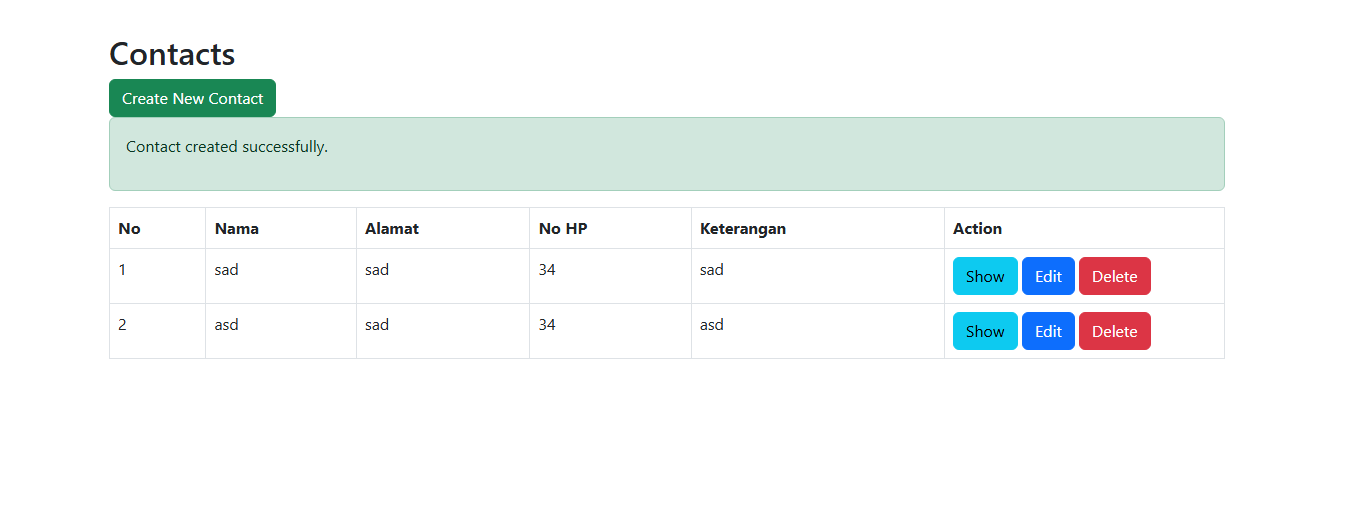 Contacts
Create New Contact
Contact created successfully.
No Nama Alamat No HP Keterangan Action
1 sad sad 34 sad Show Edit Delete
2 asd sad 34 asd Show Edit Delete